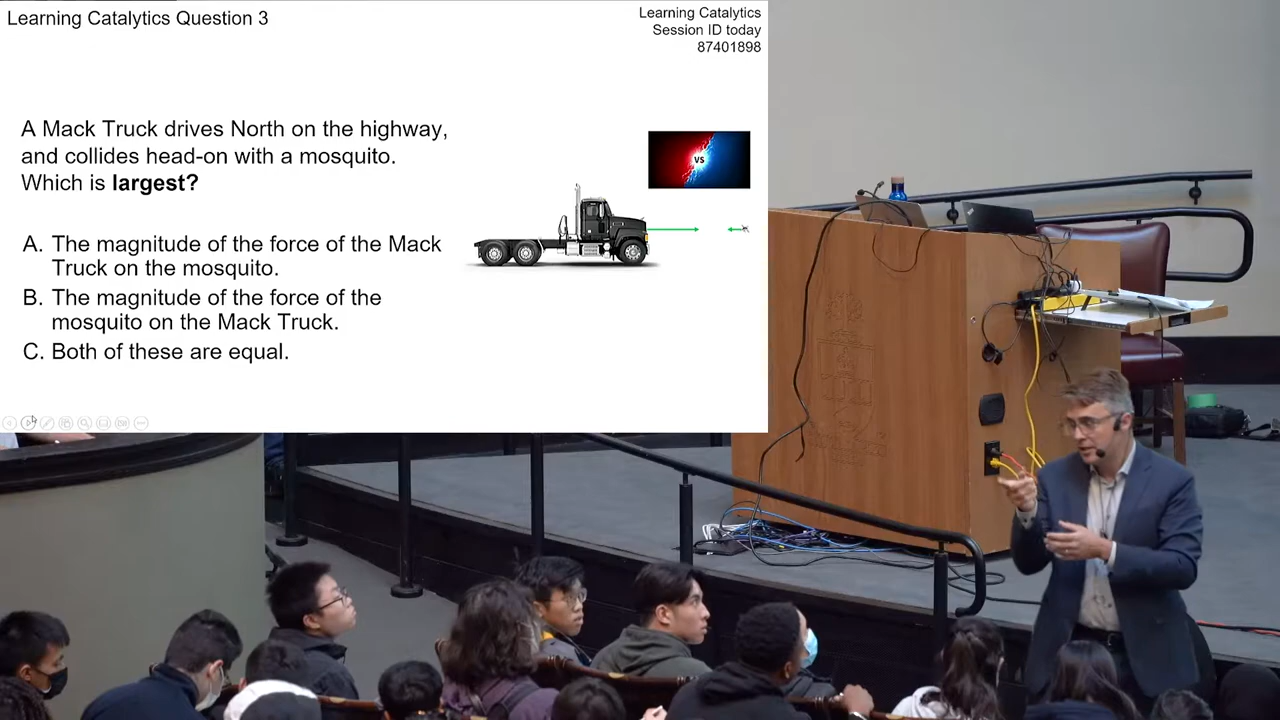 Learning Catalytics Question 3
Learning Catalytics
Session ID today
87401898
A Mack Truck drives North on the highway,
and collides head-on with a mosquito.
Which is largest?
VS
A. The magnitude of the force of the Mack
Truck on the mosquito.
B. The magnitude of the force of the
mosquito on the Mack Truck.
C. Both of these are equal.